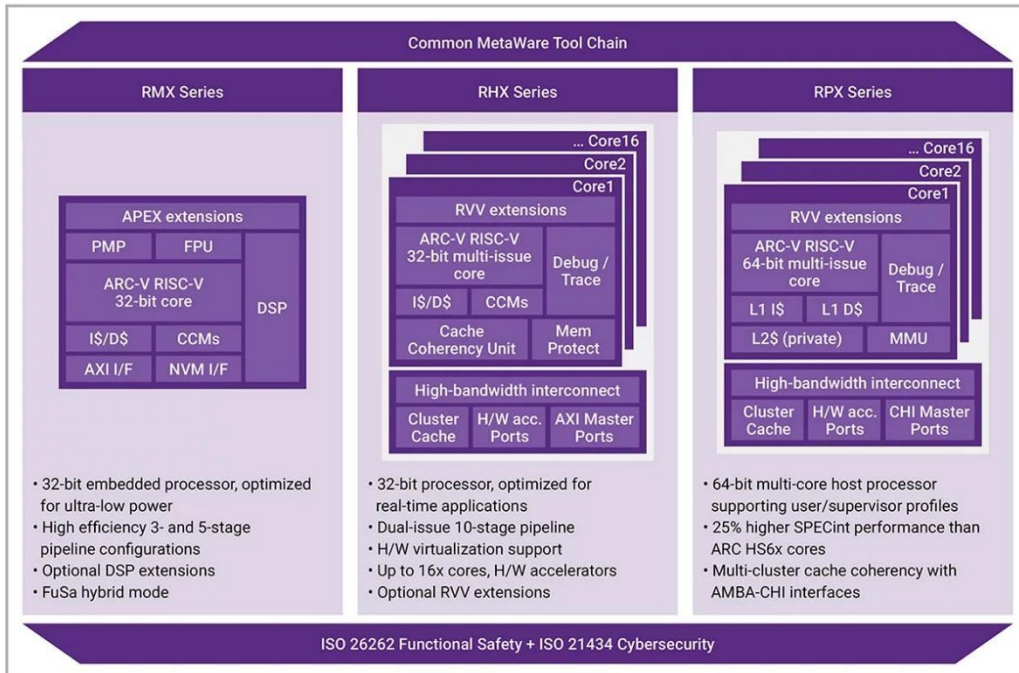 Common MetaWare Tool Chain
RMX Series
APEX extensions
PMP
FPU
DSP
ARC-V RISC-V
32-bit core
I$/D$
CCMs
AXI I/F
NVM I/F
• 32-bit embedded processor, optimized
for ultra-low power
• High efficiency 3- and 5-stage
pipeline configurations
• Optional DSP extensions
• FuSa hybrid mode
RHX Series
... Core16
Core2
Core1
RVV extensions
ARC-V RISC-V
32-bit multi-issue
core
Debug /
Trace
I$/D$
CCMs
Cache
Coherency Unit
Mem
Protect
High-bandwidth interconnect
Cluster
Cache
H/W acc.
Ports
AXI Master
Ports
• 32-bit processor, optimized for
real-time applications
• Dual-issue 10-stage pipeline
• H/W virtualization support
• Up to 16x cores, H/W accelerators
• Optional RVV extensions
RPX Series
... Core16
Core2
Core1
RVV extensions
ARC-V RISC-V
64-bit multi-issue
core
Debug /
Trace
L1 I$
L1 D$
L2$ (private)
MMU
High-bandwidth interconnect
Cluster
Cache
H/W acc.
Ports
CHI Master
Ports
• 64-bit multi-core host processor
supporting user/supervisor profiles
• 25% higher SPECint performance than
ARC HS6x cores
• Multi-cluster cache coherency with
AMBA-CHI interfaces
ISO 26262 Functional Safety + ISO 21434 Cybersecurity